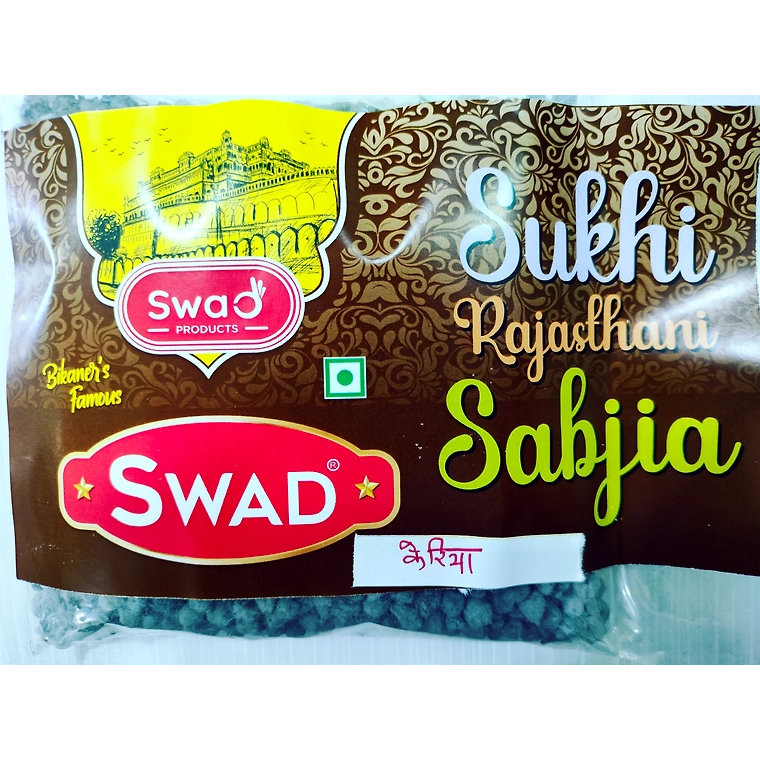 Swad
PRODUCTS
Bikaner's
Famous
SWAD®
Sukhi
Rajasthani
Sabjia
कैरिया